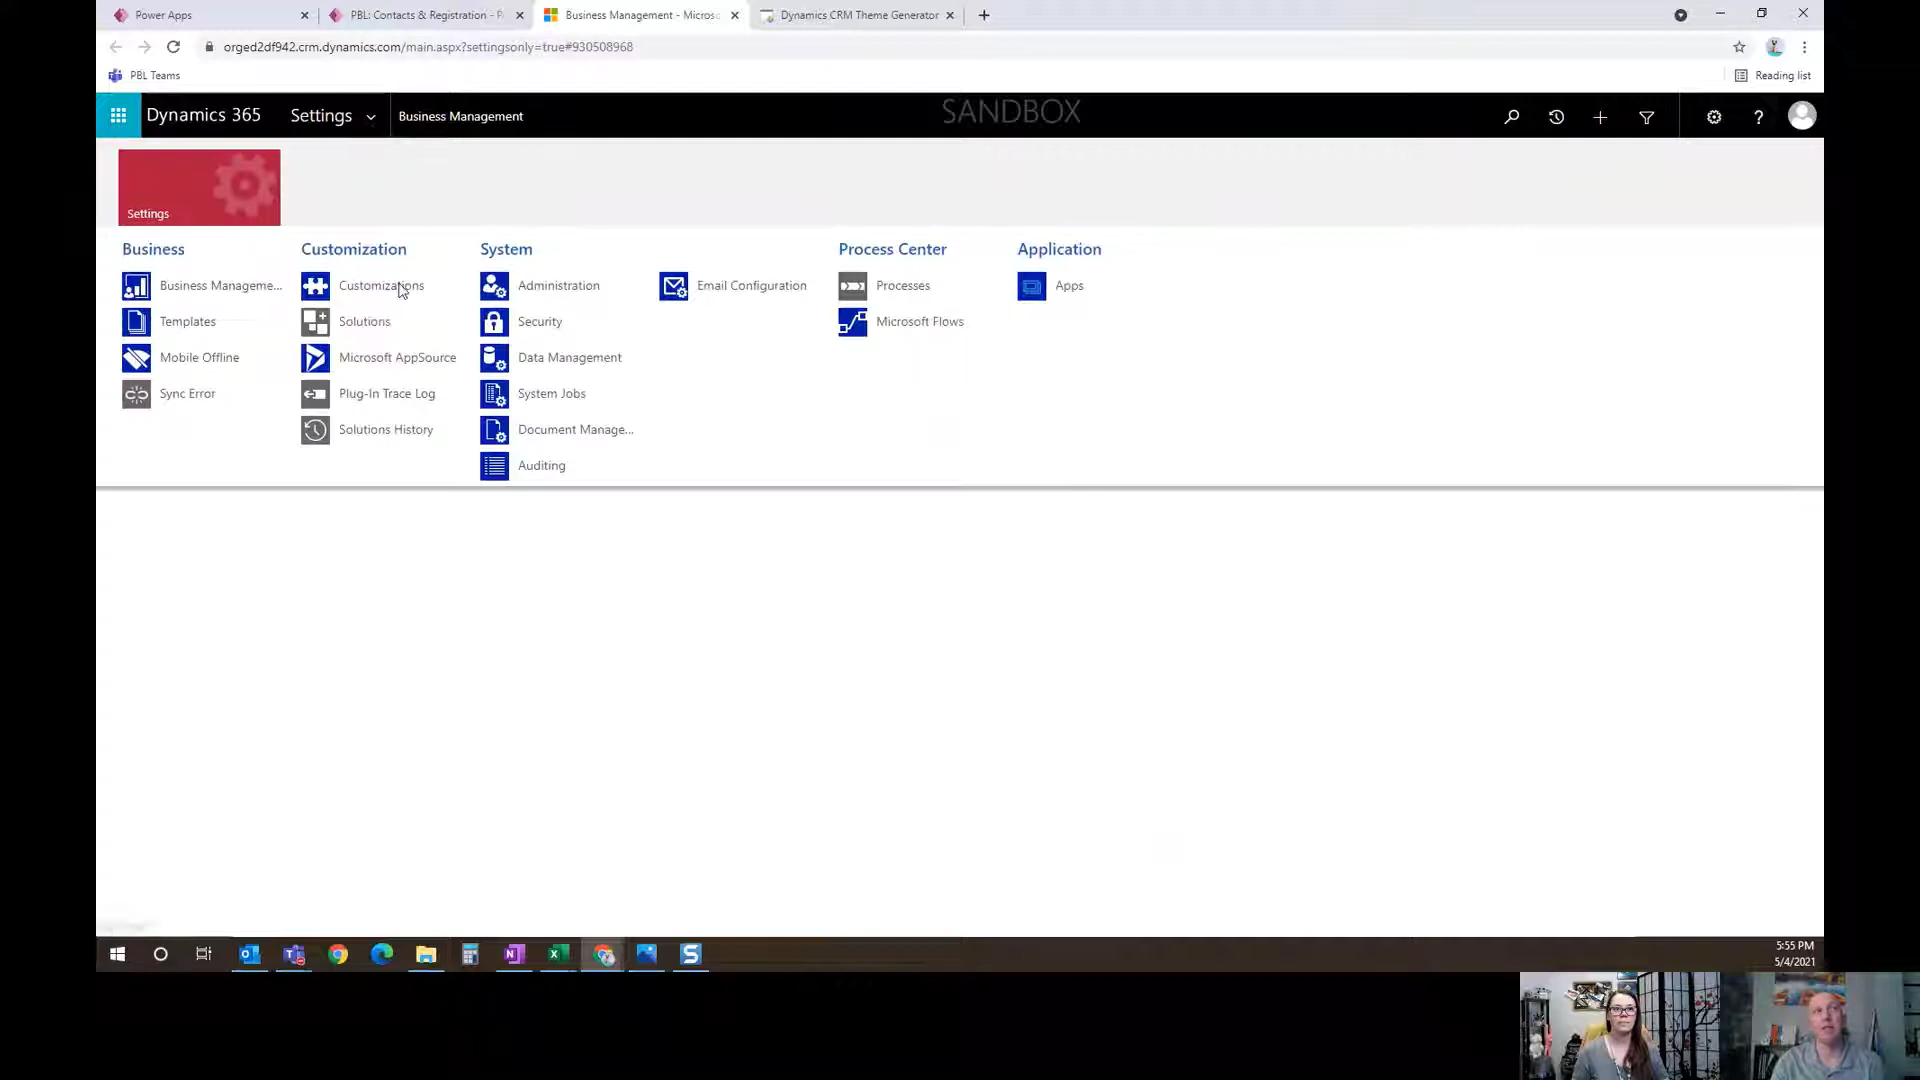 Power Apps
PBL: Contacts & Registration - P
Business Management - Micros
Dynamics CRM Theme Generator
orged2df942.crm.dynamics.com/main.aspx?settingsonly=true#930508968
PBL Teams
Reading list
Dynamics 365
Settings
Business Management
SANDBOX
Settings
Business
Customization
System
Process Center
Application
Business Manageme...
Customizations
Administration
Email Configuration
Processes
Apps
Templates
Solutions
Security
Microsoft Flows
Mobile Offline
Microsoft AppSource
Data Management
Sync Error
Plug-In Trace Log
System Jobs
Solutions History
Document Manage...
Auditing
5:55 PM
5/4/2021